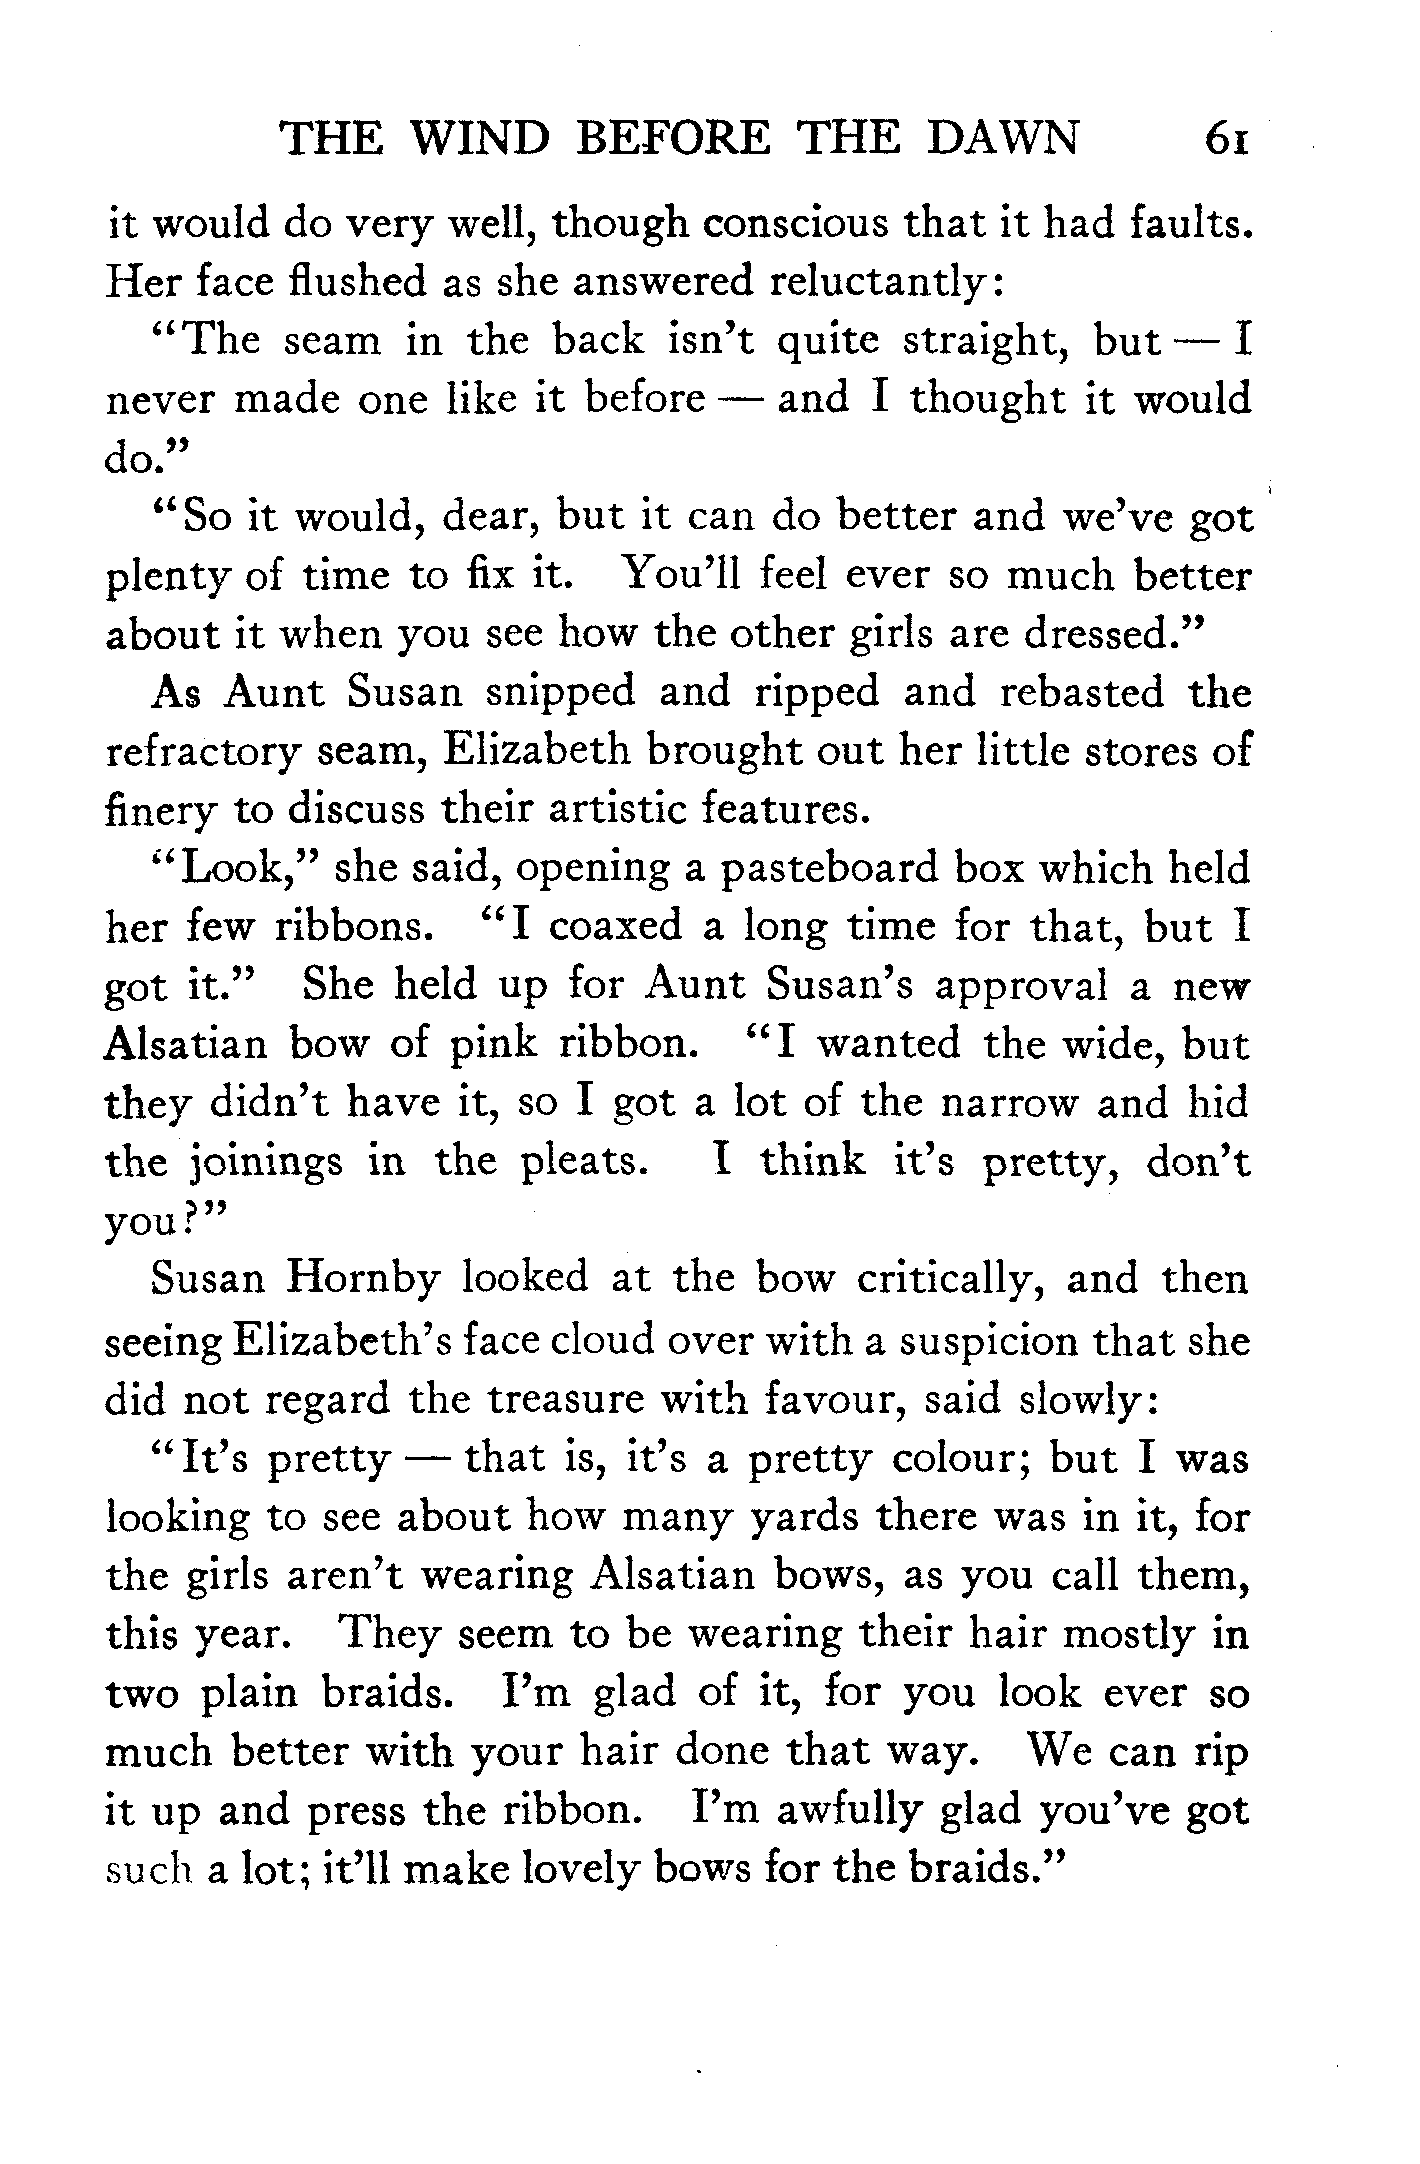 THE WIND BEFORE THE DAWN 61
it would do very well, though conscious that it had faults.
Her face flushed as she answered reluctantly:
"The seam in the back isn't quite straight, but — I
never made one like it before — and I thought it would
do."
"So it would, dear, but it can do better and we've got
plenty of time to fix it. You'll feel ever so much better
about it when you see how the other girls are dressed."
As Aunt Susan snipped and ripped and rebasted the
refractory seam, Elizabeth brought out her little stores of
finery to discuss their artistic features.
"Look," she said, opening a pasteboard box which held
her few ribbons. "I coaxed a long time for that, but I
got it." She held up for Aunt Susan's approval a new
Alsatian bow of pink ribbon. "I wanted the wide, but
they didn't have it, so I got a lot of the narrow and hid
the joinings in the pleats. I think it's pretty, don't
you?"
Susan Hornby looked at the bow critically, and then
seeing Elizabeth's face cloud over with a suspicion that she
did not regard the treasure with favour, said slowly:
"It's pretty — that is, it's a pretty colour; but I was
looking to see about how many yards there was in it, for
the girls aren't wearing Alsatian bows, as you call them,
this year. They seem to be wearing their hair mostly in
two plain braids. I'm glad of it, for you look ever so
much better with your hair done that way. We can rip
it up and press the ribbon. I'm awfully glad you've got
such a lot; it'll make lovely bows for the braids."